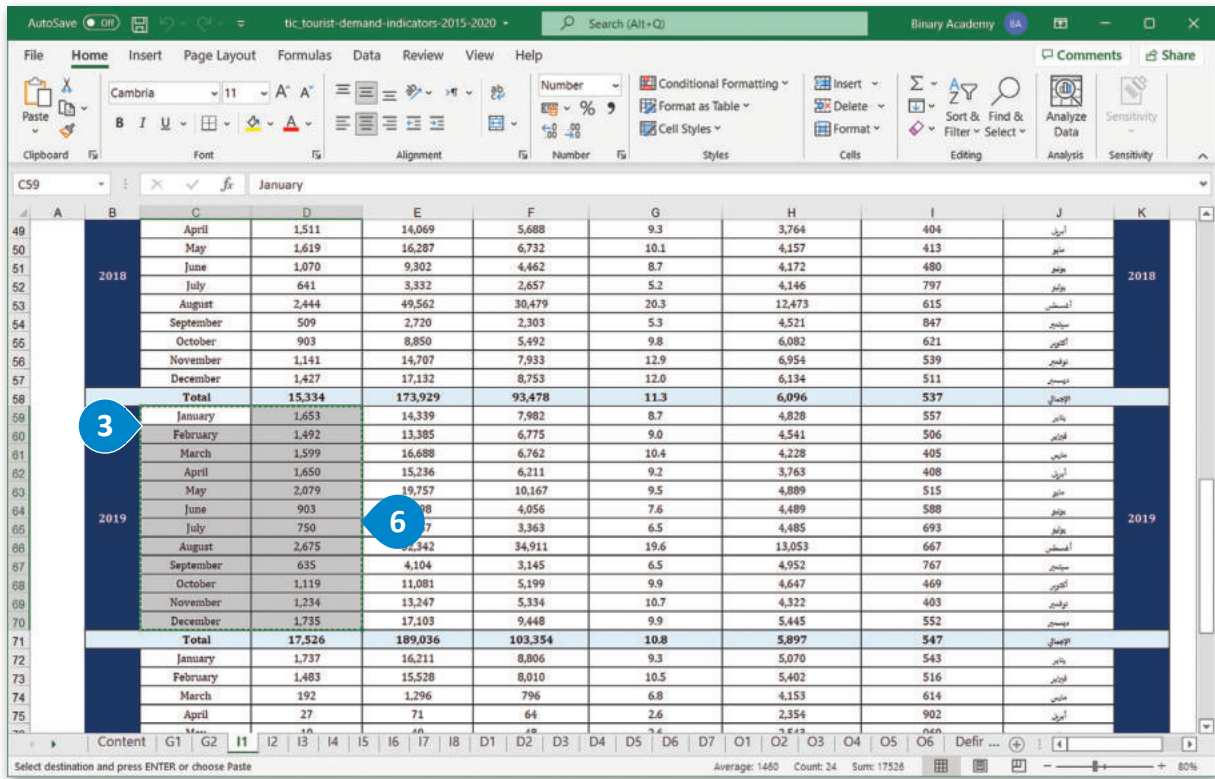 AutoSave Off tic_tourist-demand-indicators-2015-2020 Search (Alt+Q) Binary Academy BA
File Home Insert Page Layout Formulas Data Review View Help Comments Share
Paste
Cambria 11 A A
B I U A
ab
Number
% 9
Conditional Formatting
Format as Table
Cell Styles
Insert
Delete
Format
Σ
Sort & Filter
Find & Select
Analyze Data
Sensitivity
Clipboard Font Alignment Number Styles Cells Editing Analysis Sensitivity
C59 fx January
A B C D E F G H I J K
49 April 1,511 14,069 5,688 9.3 3,764 404 أبريل
50 May 1,619 16,287 6,732 10.1 4,157 413 مايو
51 June 1,070 9,302 4,462 8.7 4,172 480 يونيو
2018 2018
52 July 641 3,332 2,657 5.2 4,146 797 يوليو
53 August 2,444 49,562 30,479 20.3 12,473 615 أغسطس
54 September 509 2,720 2,303 5.3 4,521 847 سبتمبر
55 October 903 8,850 5,492 9.8 6,082 621 أكتوبر
56 November 1,141 14,707 7,933 12.9 6,954 539 نوفمبر
57 December 1,427 17,132 8,753 12.0 6,134 511 ديسمبر
58 Total 15,334 173,929 93,478 11.3 6,096 537 الإجمالي
59 January 1,653 14,339 7,982 8.7 4,828 557 يناير
3
60 February 1,492 13,385 6,775 9.0 4,541 506 فبراير
61 March 1,599 16,688 6,762 10.4 4,228 405 مارس
62 April 1,650 15,236 6,211 9.2 3,763 408 أبريل
63 May 2,079 19,757 10,167 9.5 4,889 515 مايو
64 June 903 4,056 7.6 4,489 588 يونيو
2019 2019
6
65 July 750 3,363 6.5 4,485 693 يوليو
66 August 2,675 34,911 19.6 13,053 667 أغسطس
67 September 635 4,104 3,145 6.5 4,952 767 سبتمبر
68 October 1,119 11,081 5,199 9.9 4,647 469 أكتوبر
69 November 1,234 13,247 5,334 10.7 4,322 403 نوفمبر
70 December 1,735 17,103 9,448 9.9 5,445 552 ديسمبر
71 Total 17,526 189,036 103,354 10.8 5,897 547 الإجمالي
72 January 1,737 16,211 8,806 9.3 5,070 543 يناير
73 February 1,483 15,528 8,010 10.5 5,402 516 فبراير
74 March 192 1,296 796 6.8 4,153 614 مارس
75 April 27 71 64 2.6 2,354 902 أبريل
Content G1 G2 I1 I2 I3 I4 I5 I6 I7 I8 D1 D2 D3 D4 D5 D6 D7 O1 O2 O3 O4 O5 O6 Defir ...
Select destination and press ENTER or choose Paste Average: 1460 Count: 24 Sum: 17526 80%